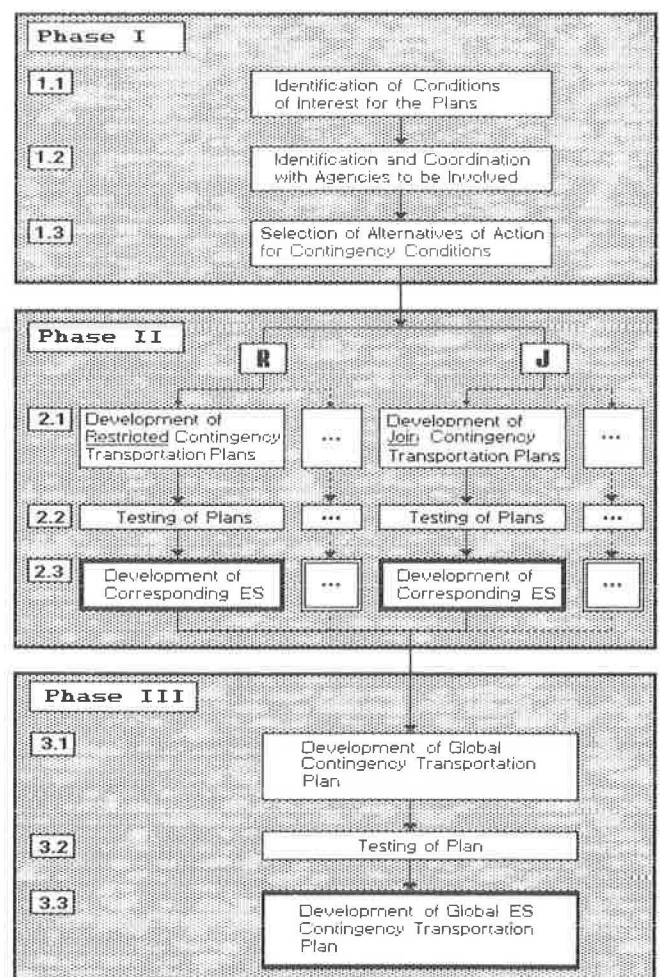 Phase I
1.1
Identification of Conditions
of Interest for the Plans
1.2
Identification and Coordination
with Agencies to be Involved
1.3
Selection of Alternatives of Action
for Contingency Conditions
Phase II
R
J
2.1
Development of
Restricted Contingency
Transportation Plans
...
Development of
Join Contingency
Transportation Plans
...
2.2
Testing of Plans
...
Testing of Plans
...
2.3
Development of
Corresponding ES
...
Development of
Corresponding ES
...
Phase III
3.1
Development of Global
Contingency Transportation
Plan
3.2
Testing of Plan
3.3
Development of Global ES
Contingency Transportation
Plan